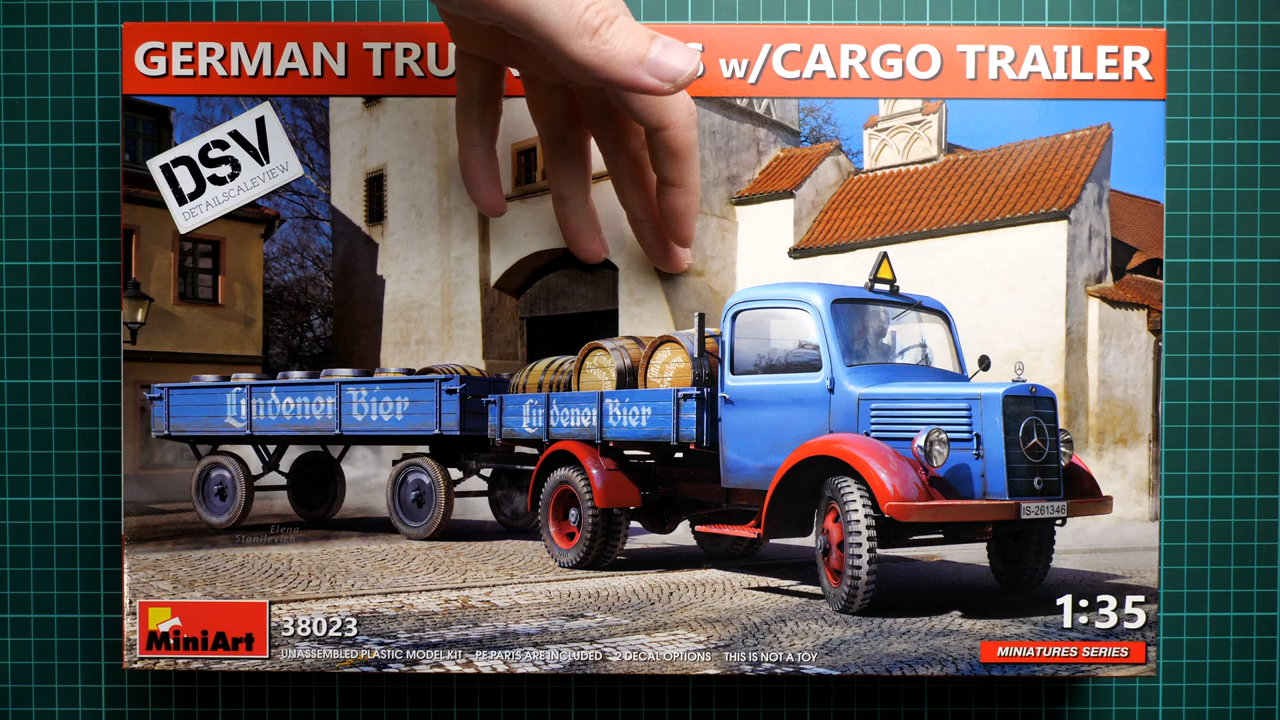 GERMAN TRU S w/CARGO TRAILER
DSV
DETAILSCALEVIEW
Lindener Bier
Lindener Bier
IS-261346
Elena
Stanilevich
1:35
MiniArt
38023
UNASSEMBLED PLASTIC MODEL KIT PE PARTS ARE INCLUDED 2 DECAL OPTIONS THIS IS NOT A TOY
MINIATURES SERIES